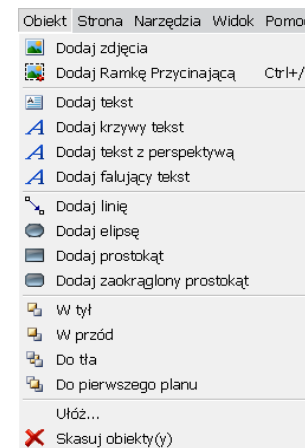 Obiekt Strona Narzędzia Widok Pomo
Dodaj zdjęcia
Dodaj Ramkę Przycinającą Ctrl+/
Dodaj tekst
Dodaj krzywy tekst
Dodaj tekst z perspektywą
Dodaj falujący tekst
Dodaj linię
Dodaj elipsę
Dodaj prostokąt
Dodaj zaokrąglony prostokąt
W tył
W przód
Do tła
Do pierwszego planu
Ułóż...
Skasuj obiekty(y)